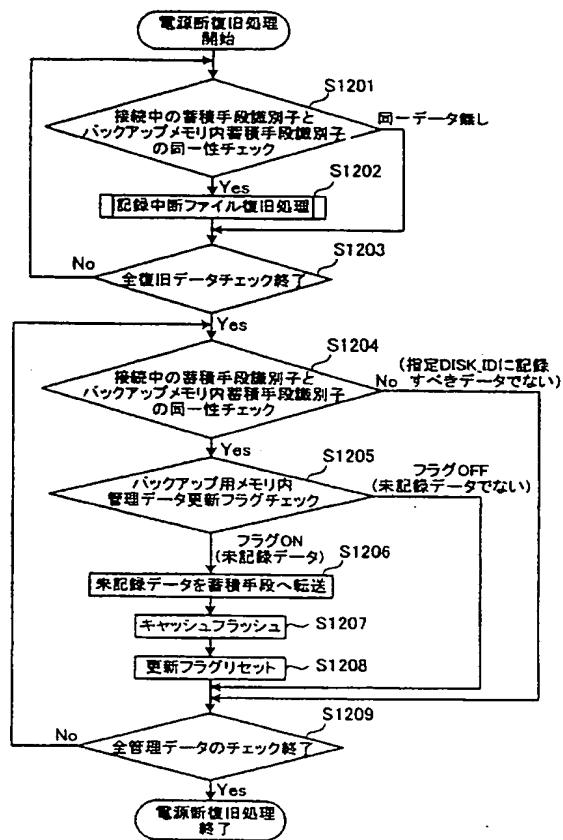 電源断復旧処理
開始
S1201
接続中の蓄積手段識別子と
バックアップメモリ内蓄積手段識別子
の同一性チェック
同一データ無し
Yes
S1202
記録中断ファイル復旧処理
S1203
No
全復旧データチェック終了
Yes
S1204
接続中の蓄積手段識別子と
バックアップメモリ内蓄積手段識別子
の同一性チェック
No
(指定DISK_IDに記録
すべきデータでない)
Yes
S1205
バックアップ用メモリ内
管理データ更新フラグチェック
フラグOFF
(未記録データでない)
フラグON
(未記録データ)
S1206
未記録データを蓄積手段へ転送
キャッシュフラッシュ
S1207
更新フラグリセット
S1208
S1209
No
全管理データのチェック終了
Yes
電源断復旧処理
終了